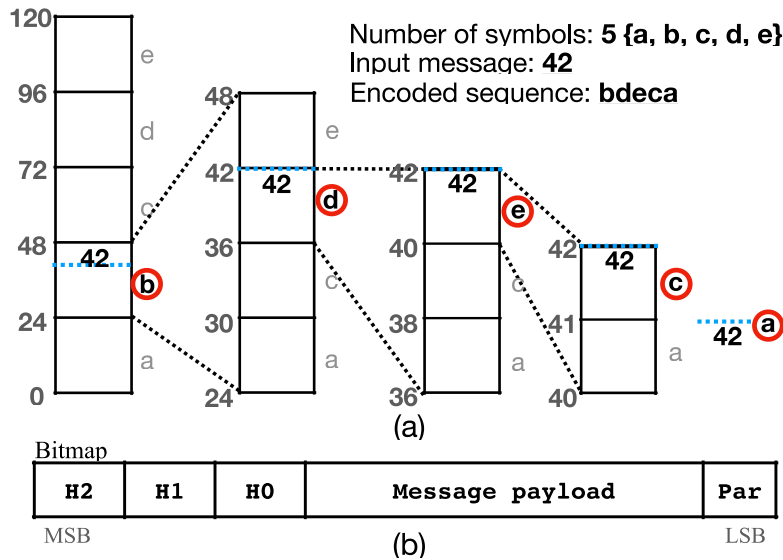 Number of symbols: 5 {a, b, c, d, e}
Input message: 42
Encoded sequence: bdeca
120
96
72
48
24
0
e
d
c
42
b
a
48
42
36
30
24
e
42
d
c
a
42
40
38
36
42
e
c
a
42
41
40
42
c
a
42
a
(a)
Bitmap
H2 H1 H0 Message payload Par
MSB LSB
(b)